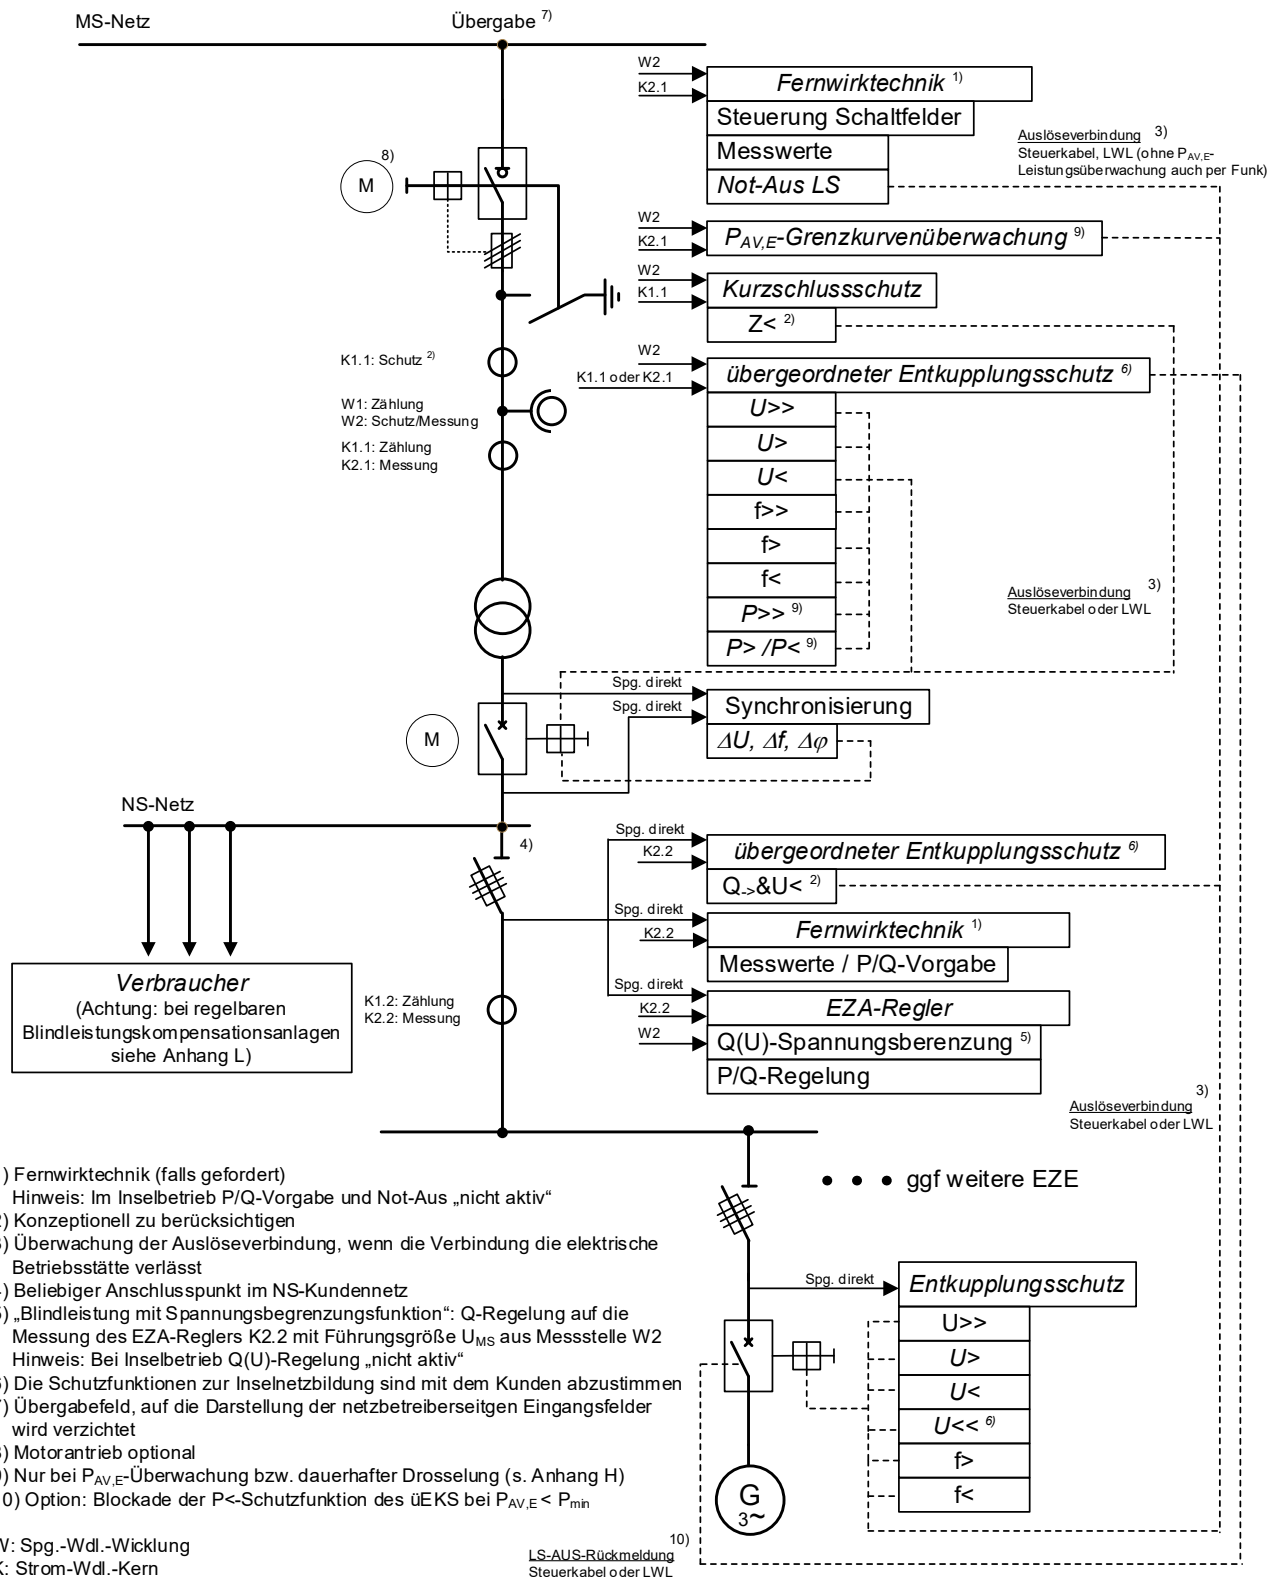 MS-Netz
Übergabe 7)
W2
K2.1
Fernwirktechnik 1)
Steuerung Schaltfelder
Messwerte
Not-Aus LS
Auslöseverbindung 3)
Steuerkabel, LWL (ohne PAV,E-
Leistungsüberwachung auch per Funk)
8)
M
W2
K2.1
PAV,E-Grenzkurvenüberwachung 9)
W2
K1.1
Kurzschlussschutz
Z< 2)
K1.1: Schutz 2)
W2
K1.1 oder K2.1
übergeordneter Entkupplungsschutz 6)
U>>
U>
U<
f>>
f>
f<
P>> 9)
P> /P< 9)
W1: Zählung
W2: Schutz/Messung
K1.1: Zählung
K2.1: Messung
Auslöseverbindung 3)
Steuerkabel oder LWL
Spg. direkt
Spg. direkt
Synchronisierung
ΔU, Δf, Δφ
M
NS-Netz
4)
Spg. direkt
K2.2
übergeordneter Entkupplungsschutz 6)
Q->&U< 2)
Spg. direkt
K2.2
Fernwirktechnik 1)
Messwerte / P/Q-Vorgabe
Verbraucher
(Achtung: bei regelbaren
Blindleistungskompensationsanlagen
siehe Anhang L)
K1.2: Zählung
K2.2: Messung
Spg. direkt
K2.2
W2
EZA-Regler
Q(U)-Spannungsberenzung 5)
P/Q-Regelung
Auslöseverbindung 3)
Steuerkabel oder LWL
) Fernwirktechnik (falls gefordert)
Hinweis: Im Inselbetrieb P/Q-Vorgabe und Not-Aus „nicht aktiv“
2) Konzeptionell zu berücksichtigen
3) Überwachung der Auslöseverbindung, wenn die Verbindung die elektrische
Betriebsstätte verlässt
4) Beliebiger Anschlusspunkt im NS-Kundennetz
5) „Blindleistung mit Spannungsbegrenzungsfunktion“: Q-Regelung auf die
Messung des EZA-Reglers K2.2 mit Führungsgröße UMS aus Messstelle W2
Hinweis: Bei Inselbetrieb Q(U)-Regelung „nicht aktiv“
6) Die Schutzfunktionen zur Inselnetzbildung sind mit dem Kunden abzustimmen
7) Übergabefeld, auf die Darstellung der netzbetreiberseitgen Eingangsfelder
wird verzichtet
8) Motorantrieb optional
9) Nur bei PAV,E-Überwachung bzw. dauerhafter Drosselung (s. Anhang H)
0) Option: Blockade der P<-Schutzfunktion des üEKS bei PAV,E < Pmin
W: Spg.-Wdl.-Wicklung
K: Strom-Wdl.-Kern
ggf weitere EZE
Spg. direkt
Entkupplungsschutz
U>>
U>
U<
U<< 6)
f>
f<
G
3~
LS-AUS-Rückmeldung 10)
Steuerkabel oder LWL